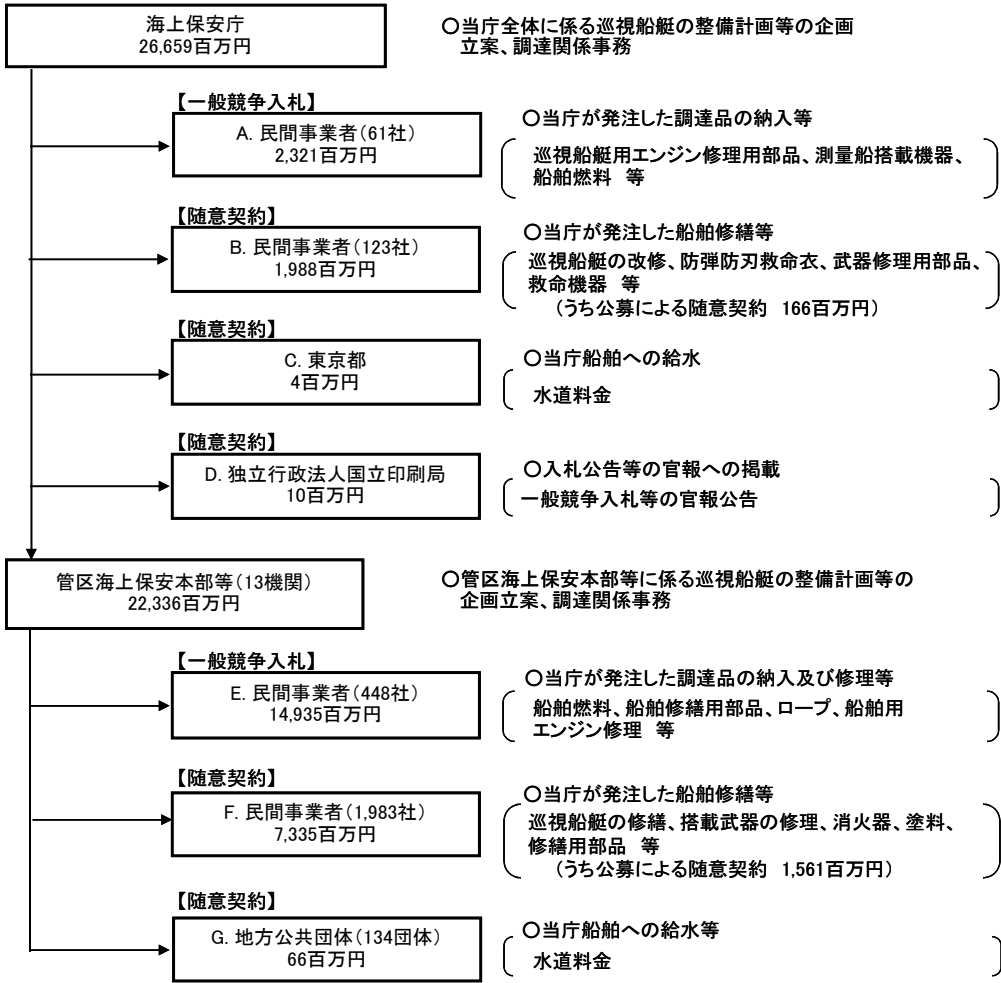 海上保安庁
26,659百万円
○当庁全体に係る巡視船艇の整備計画等の企画
立案、調達関係事務
【一般競争入札】
A. 民間事業者(61社)
2,321百万円
○当庁が発注した調達品の納入等
巡視船艇用エンジン修理用部品、測量船搭載機器、
船舶燃料 等
【随意契約】
B. 民間事業者(123社)
1,988百万円
○当庁が発注した船舶修繕等
巡視船艇の改修、防弾防刃救命衣、武器修理用部品、
救命機器 等
(うち公募による随意契約 166百万円)
【随意契約】
C. 東京都
4百万円
○当庁船舶への給水
水道料金
【随意契約】
D. 独立行政法人国立印刷局
10百万円
○入札公告等の官報への掲載
一般競争入札等の官報公告
管区海上保安本部等(13機関)
22,336百万円
○管区海上保安本部等に係る巡視船艇の整備計画等の
企画立案、調達関係事務
【一般競争入札】
E. 民間事業者(448社)
14,935百万円
○当庁が発注した調達品の納入及び修理等
船舶燃料、船舶修繕用部品、ロープ、船舶用
エンジン修理 等
【随意契約】
F. 民間事業者(1,983社)
7,335百万円
○当庁が発注した船舶修繕等
巡視船艇の修繕、搭載武器の修理、消火器、塗料、
修繕用部品 等
(うち公募による随意契約 1,561百万円)
【随意契約】
G. 地方公共団体(134団体)
66百万円
○当庁船舶への給水等
水道料金